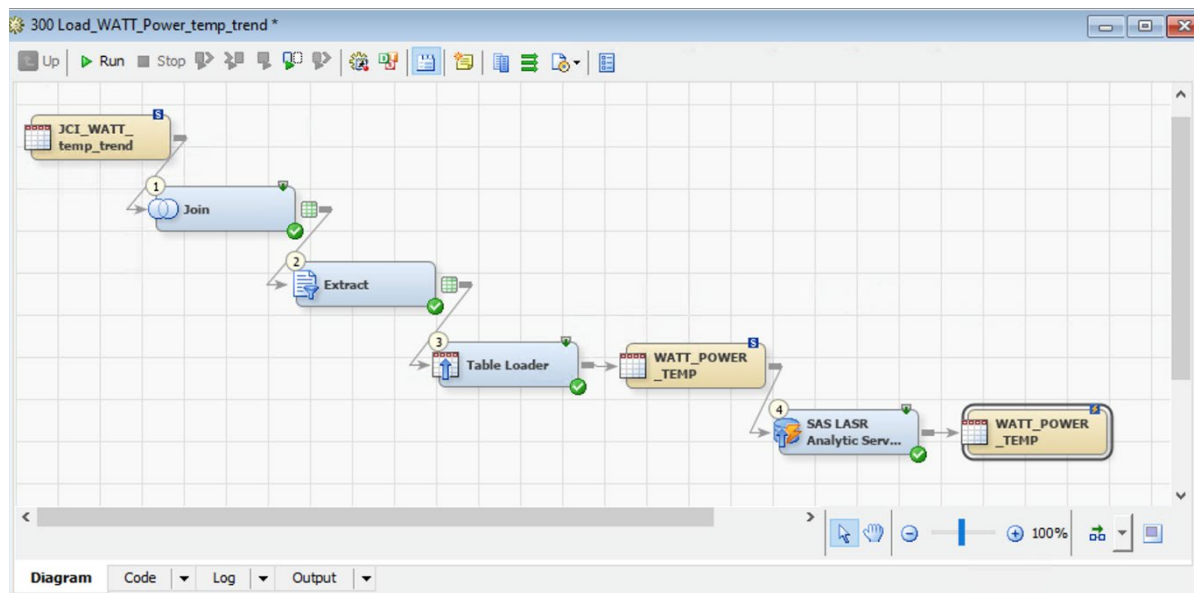 300 Load_WATT_Power_temp_trend *
Up
Run
Stop
JCI_WATT_
temp_trend
S
1
Join
2
Extract
3
Table Loader
WATT_POWER
_TEMP
S
4
SAS LASR
Analytic Serv...
WATT_POWER
_TEMP
100%
Diagram
Code
Log
Output